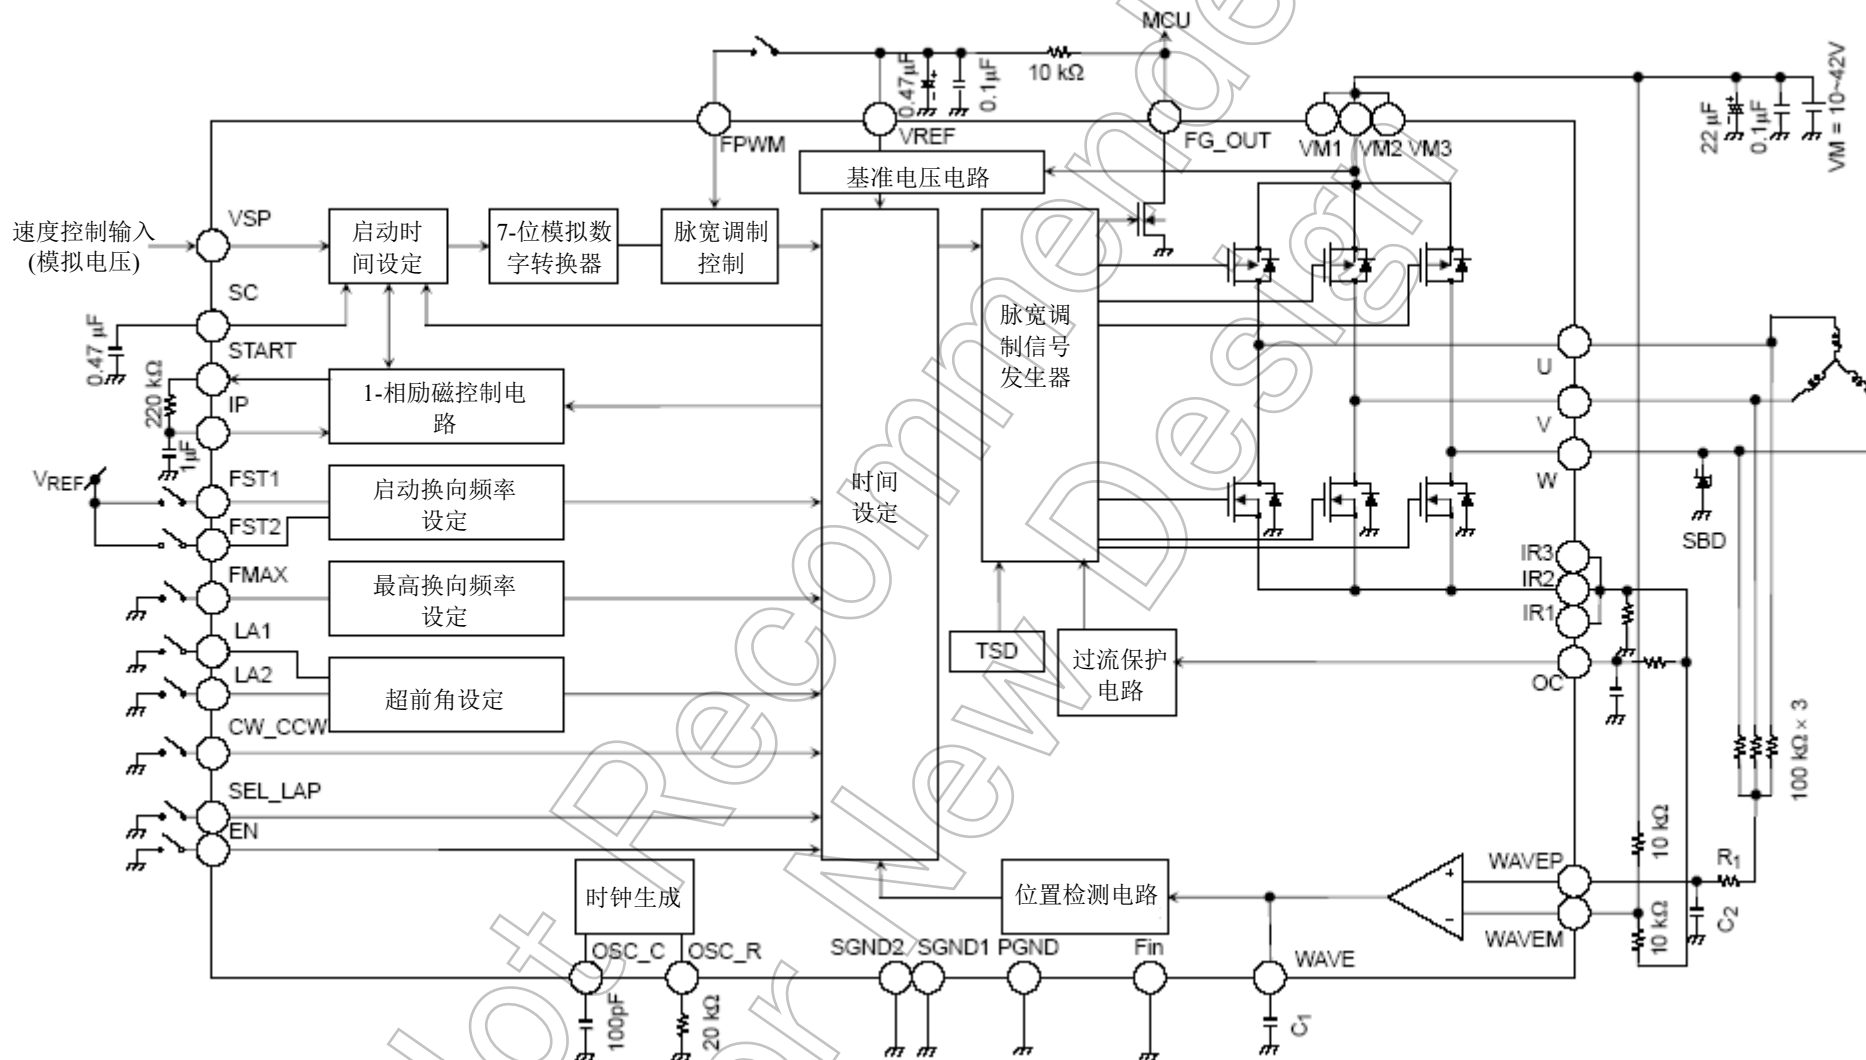 MCU
0.47μF
0.1μF
10 kΩ
FPWM
VREF
FG_OUT
VM1
VM2
VM3
22 μF
0.1μF
VM = 10~42V
基准电压电路
速度控制输入
(模拟电压)
VSP
启动时
间设定
7-位模拟数
字转换器
脉宽调制
控制
SC
0.47 μF
START
220 kΩ
IP
1μF
1-相励磁控制电
路
脉宽调
制信号
发生器
U
V
W
VREF
FST1
FST2
启动换向频率
设定
时间
设定
SBD
FMAX
最高换向频率
设定
IR3
IR2
IR1
LA1
LA2
超前角设定
TSD
过流保护
电路
OC
CW_CCW
100 kΩ × 3
SEL_LAP
EN
10 kΩ
10 kΩ
时钟生成
位置检测电路
WAVEP
WAVEM
R1
C2
OSC_C
OSC_R
SGND2
SGND1
PGND
Fin
WAVE
100pF
20 kΩ
C1
Not Recommended
for New Design